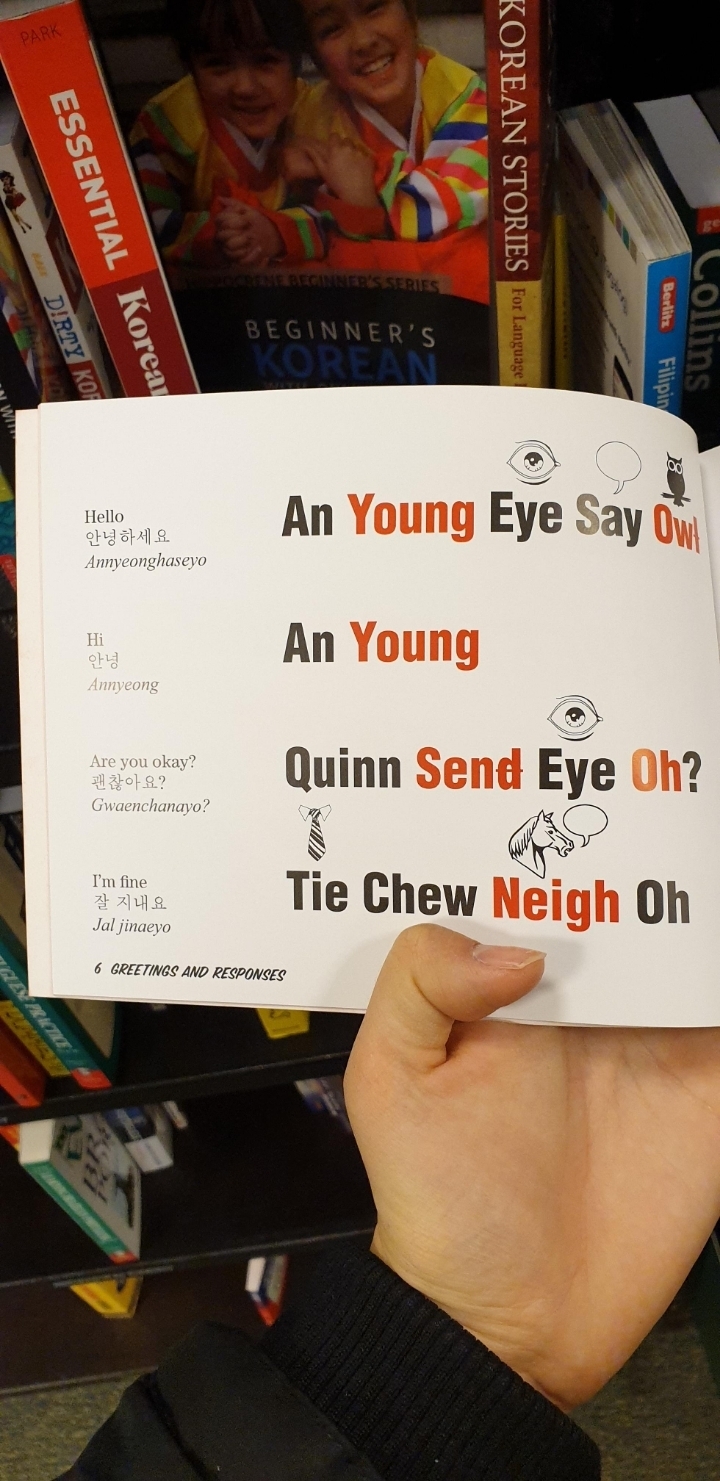 PARK
ESSENTIAL
Korean
D!RTY
KOREAN STORIES
For Language
HIPPOCRENE BEGINNER'S SERIES
BEGINNER'S
KOREAN
Berlitz
Filipin
Collins
Hello
안녕하세요
Annyeonghaseyo
An Young Eye Say Owl
Hi
안녕
Annyeong
An Young
Are you okay?
괜찮아요?
Gwaenchanayo?
Quinn Send Eye Oh?
I'm fine
잘 지내요
Jal jinaeyo
Tie Chew Neigh Oh
6 GREETINGS AND RESPONSES